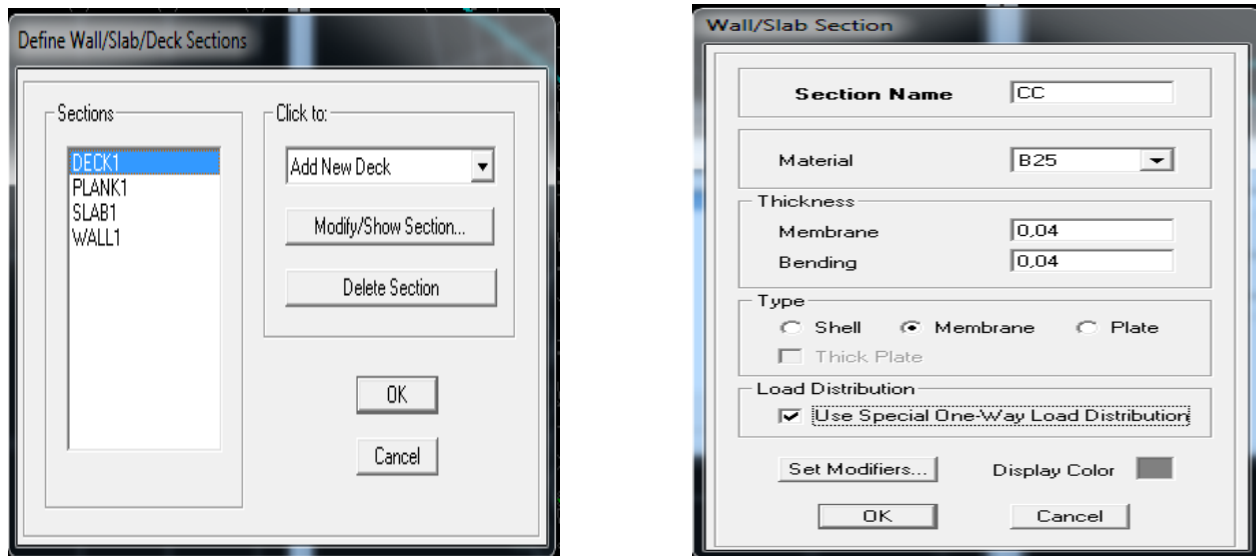 Define Wall/Slab/Deck Sections
Sections
DECK1
PLANK1
SLAB1
WALL1
Click to:
Add New Deck
Modify/Show Section...
Delete Section
OK
Cancel
Wall/Slab Section
Section Name CC
Material B25
Thickness
Membrane 0,04
Bending 0,04
Type
Shell Membrane Plate
Thick Plate
Load Distribution
Use Special One-Way Load Distribution
Set Modifiers... Display Color
OK Cancel